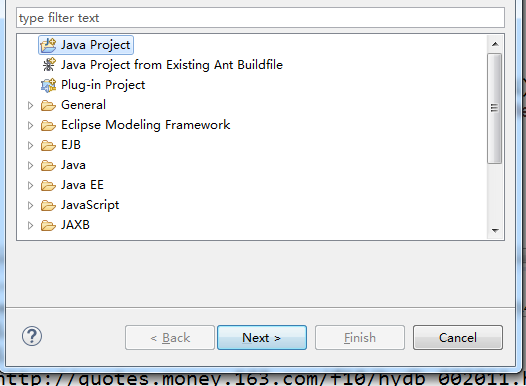 type filter text
Java Project
Java Project from Existing Ant Buildfile
Plug-in Project
General
Eclipse Modeling Framework
EJB
Java
Java EE
JavaScript
JAXB
< Back
Next >
Finish
Cancel
http://quotes.money.163.com/f10/hydb_002011.